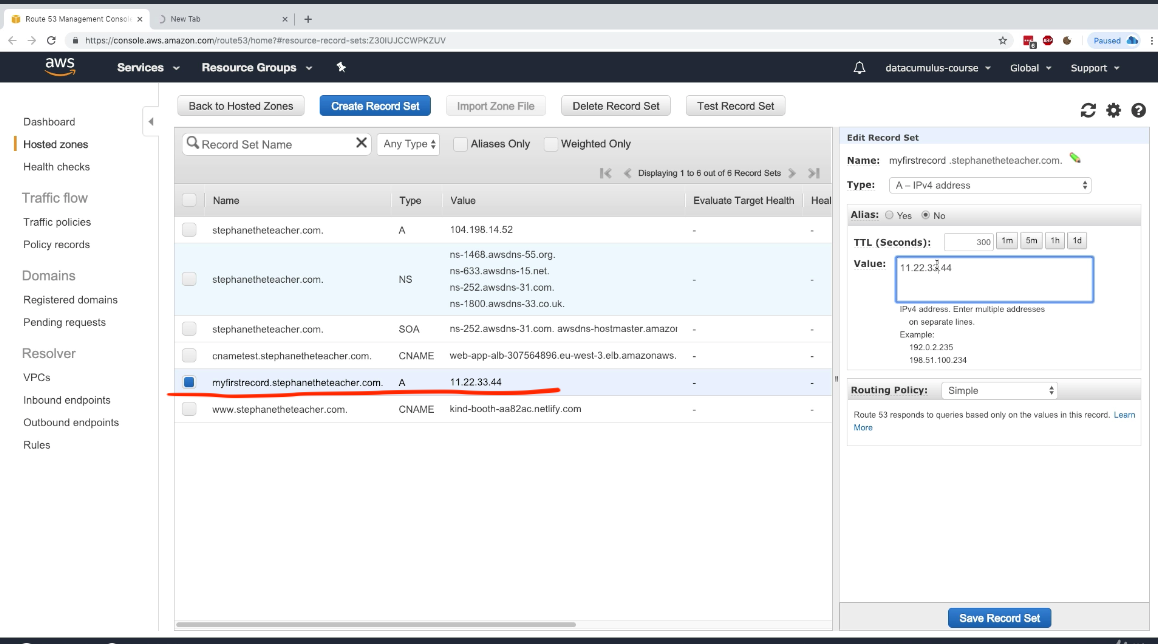 Route 53 Management Console
New Tab
https://console.aws.amazon.com/route53/home?#resource-record-sets:Z30IUJCCWPKZUV
Paused
aws
Services
Resource Groups
datacumulus-course
Global
Support
Dashboard
Hosted zones
Health checks
Traffic flow
Traffic policies
Policy records
Domains
Registered domains
Pending requests
Resolver
VPCs
Inbound endpoints
Outbound endpoints
Rules
Back to Hosted Zones Create Record Set Import Zone File Delete Record Set Test Record Set
Record Set Name Any Type Aliases Only Weighted Only
Displaying 1 to 6 out of 6 Record Sets
Name Type Value Evaluate Target Health Heal
stephanetheteacher.com. A 104.198.14.52 - -
ns-1468.awsdns-55.org.
ns-633.awsdns-15.net.
stephanetheteacher.com. NS - -
ns-252.awsdns-31.com.
ns-1800.awsdns-33.co.uk.
stephanetheteacher.com. SOA ns-252.awsdns-31.com. awsdns-hostmaster.amazon - -
cnametest.stephanetheteacher.com. CNAME web-app-alb-307564896.eu-west-3.elb.amazonaws. - -
myfirstrecord.stephanetheteacher.com. A 11.22.33.44 - -
www.stephanetheteacher.com. CNAME kind-booth-aa82ac.netlify.com - -
Edit Record Set
Name: myfirstrecord .stephanetheteacher.com.
Type: A – IPv4 address
Alias: Yes No
TTL (Seconds): 300 1m 5m 1h 1d
Value: 11.22.33.44
IPv4 address. Enter multiple addresses
on separate lines.
Example:
192.0.2.235
198.51.100.234
Routing Policy: Simple
Route 53 responds to queries based only on the values in this record. Learn
More
Save Record Set